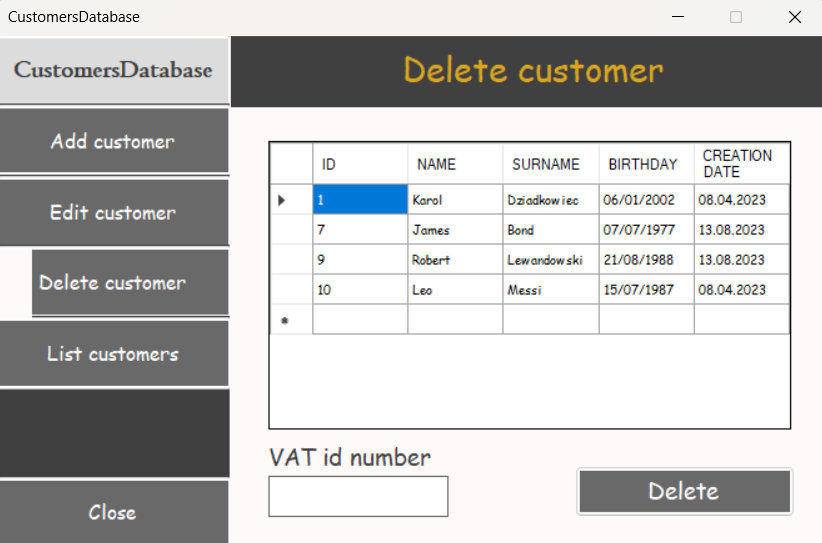 CustomersDatabase
CustomersDatabase
Delete customer
Add customer
Edit customer
Delete customer
List customers
Close
ID NAME SURNAME BIRTHDAY CREATION DATE
1 Karol Dziadkowiec 06/01/2002 08.04.2023
7 James Bond 07/07/1977 13.08.2023
9 Robert Lewandowski 21/08/1988 13.08.2023
10 Leo Messi 15/07/1987 08.04.2023
*
VAT id number
Delete